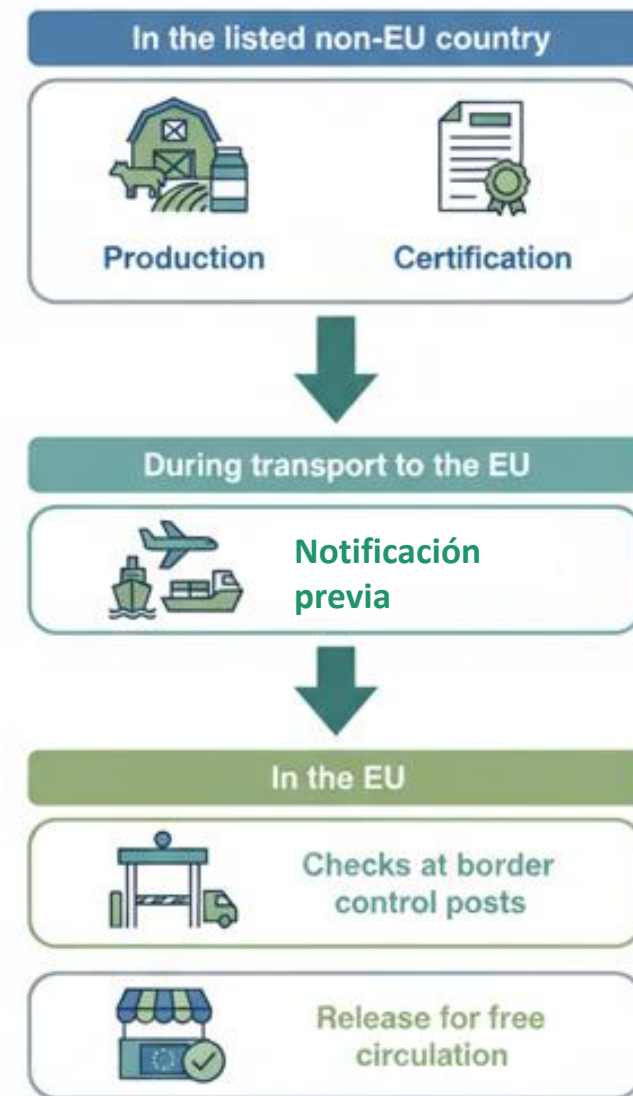 In the listed non-EU country
Production
Certification
During transport to the EU
Notificación
previa
In the EU
Checks at border
control posts
Release for free
circulation